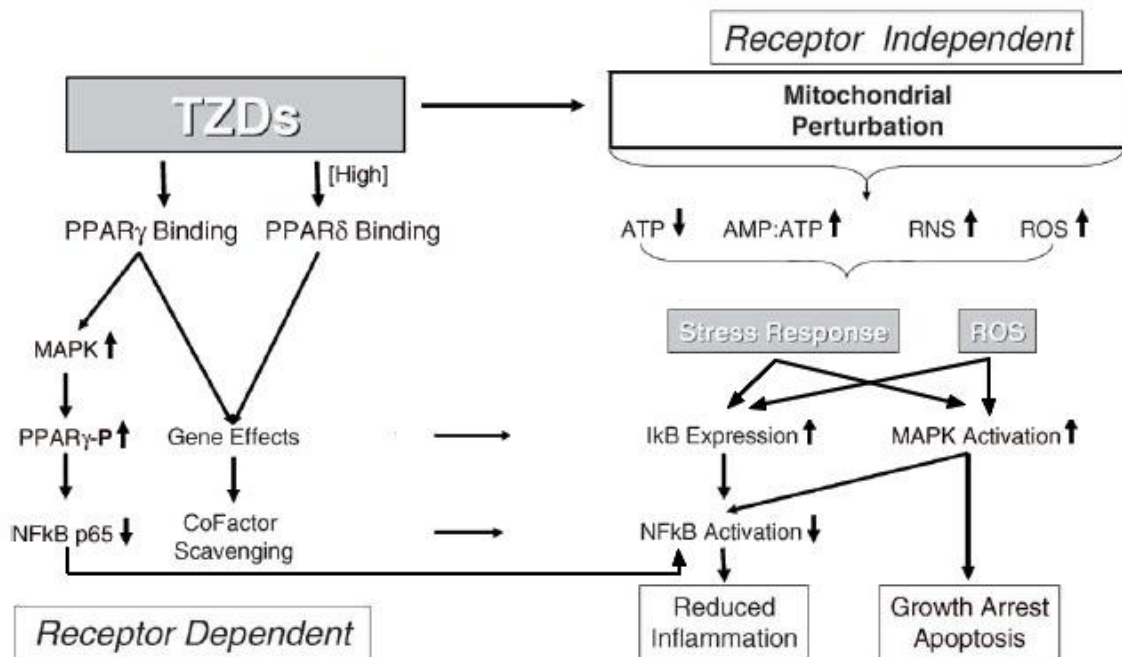 Receptor Independent
TZDs
Mitochondrial
Perturbation
[High]
PPARγ Binding
PPARδ Binding
ATP
AMP:ATP
RNS
ROS
Stress Response
ROS
MAPK
PPARγ-P
Gene Effects
IkB Expression
MAPK Activation
NFkB p65
CoFactor
Scavenging
NFkB Activation
Reduced
Inflammation
Growth Arrest
Apoptosis
Receptor Dependent